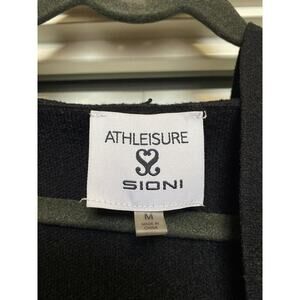 ATHLEISURE
SIONI
M
MADE IN
CHINA